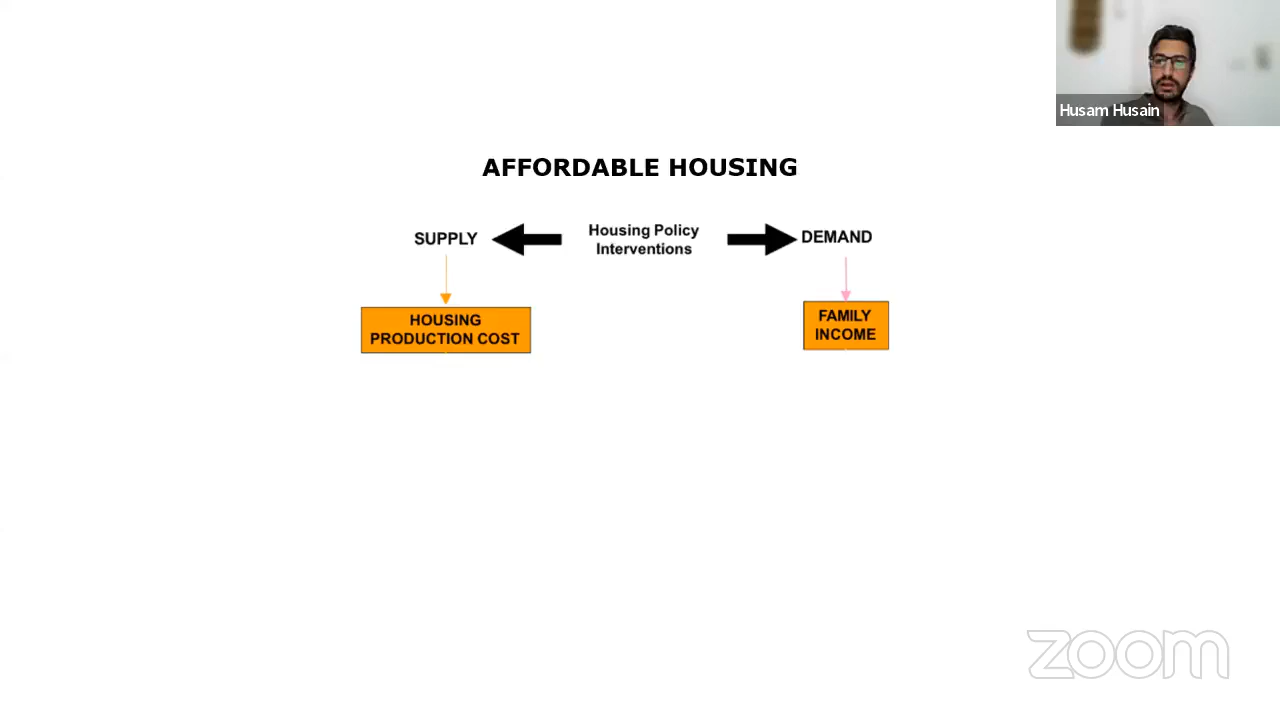 Husam Husain
AFFORDABLE HOUSING
SUPPLY
Housing Policy
Interventions
DEMAND
HOUSING
PRODUCTION COST
FAMILY
INCOME
zoom